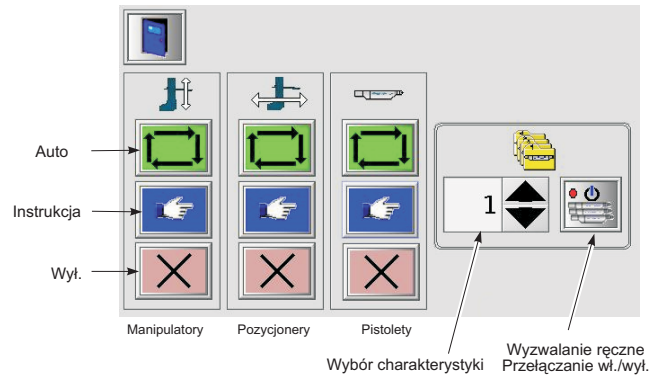 Auto
1
Instrukcja
Wył.
Manipulatory
Pozycjonery
Pistolety
Wybór charakterystyki
Wyzwalanie ręczne
Przełączanie wł./wył.